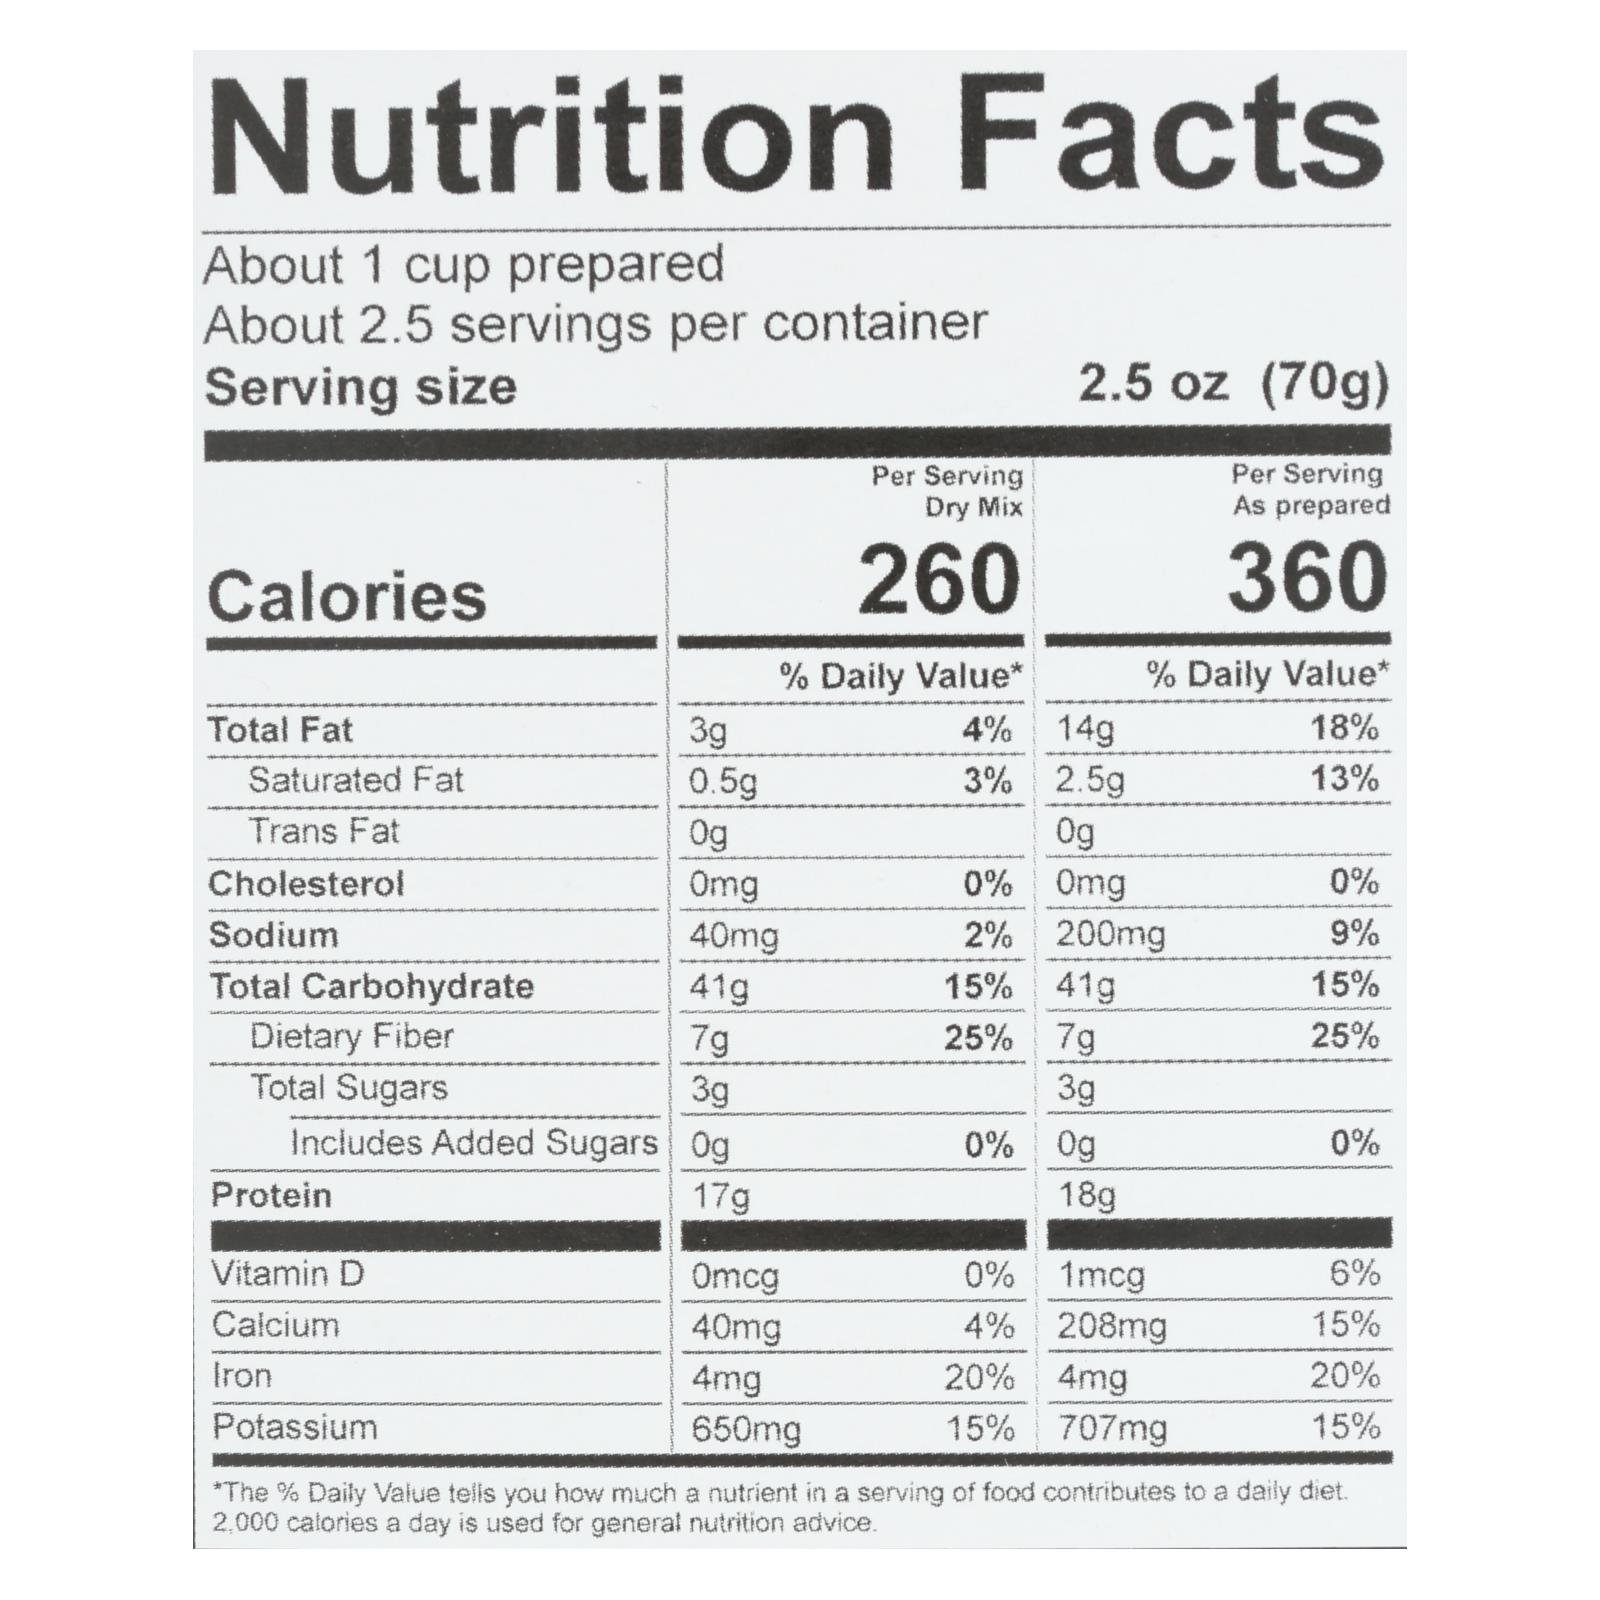 Nutrition Facts
About 1 cup prepared
About 2.5 servings per container
Serving size 2.5 oz (70g)
Per Serving Per Serving
Dry Mix As prepared
Calories 260 360
% Daily Value* % Daily Value*
Total Fat 3g 4% 14g 18%
Saturated Fat 0.5g 3% 2.5g 13%
Trans Fat 0g 0g
Cholesterol 0mg 0% 0mg 0%
Sodium 40mg 2% 200mg 9%
Total Carbohydrate 41g 15% 41g 15%
Dietary Fiber 7g 25% 7g 25%
Total Sugars 3g 3g
Includes Added Sugars 0g 0% 0g 0%
Protein 17g 18g
Vitamin D 0mcg 0% 1mcg 6%
Calcium 40mg 4% 208mg 15%
Iron 4mg 20% 4mg 20%
Potassium 650mg 15% 707mg 15%
*The % Daily Value tells you how much a nutrient in a serving of food contributes to a daily diet.
2,000 calories a day is used for general nutrition advice.